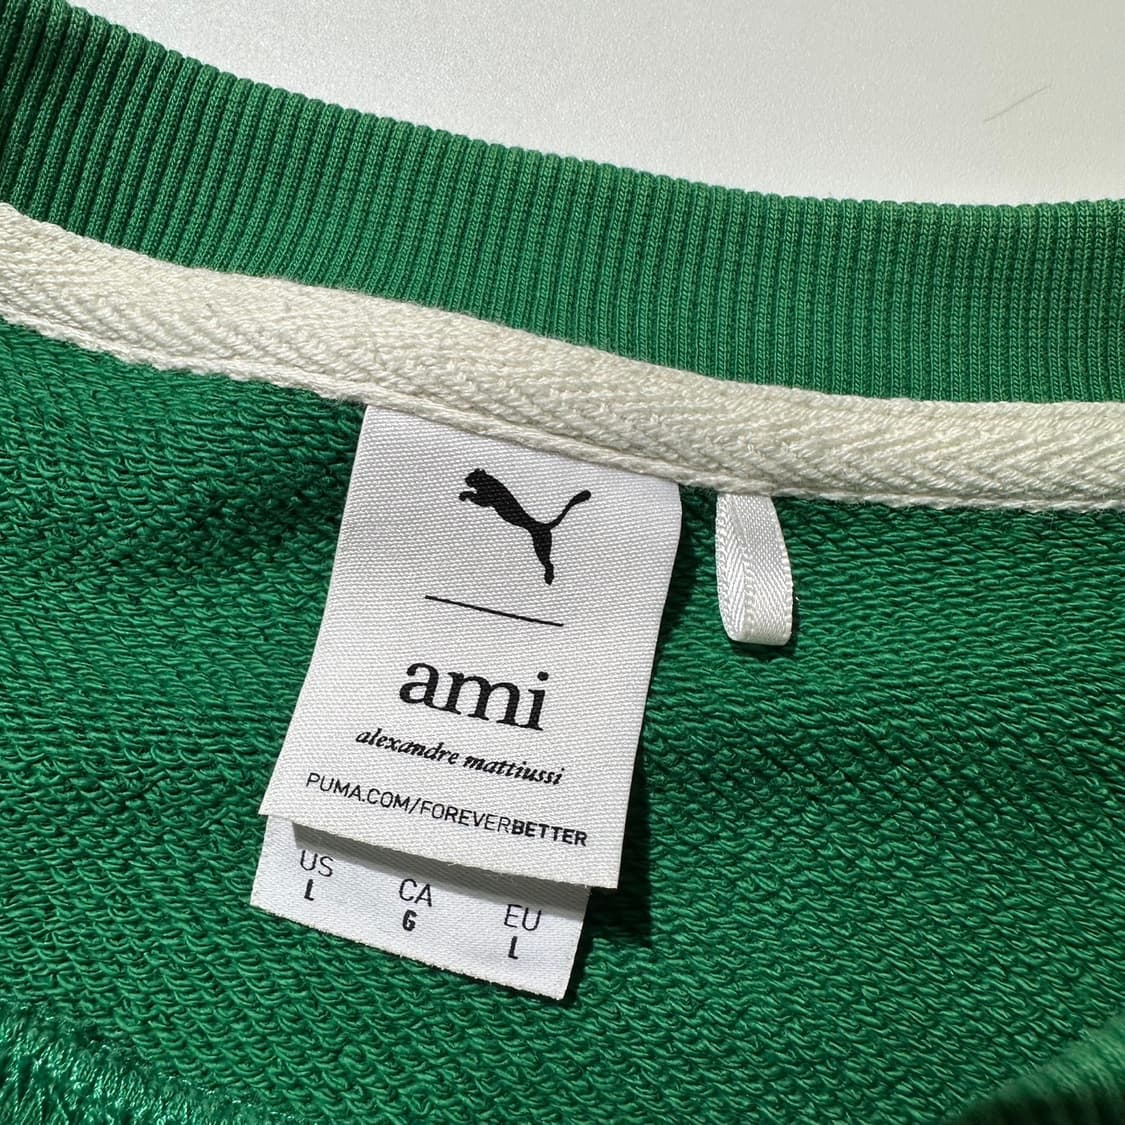 ami
alexandre mattiussi
PUMA.COM/FOREVERBETTER
US CA EU
L G L